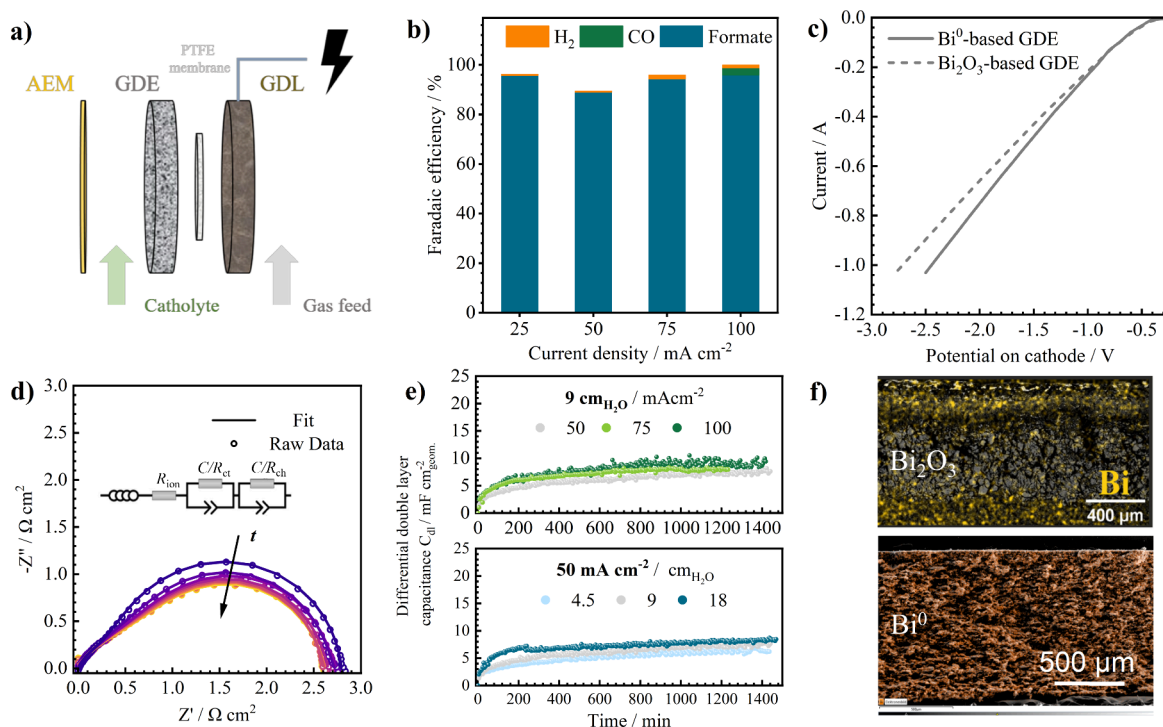 a)
PTFE
membrane
AEM
GDE
GDL
Catholyte
Gas feed
b)
H₂ CO Formate
Faradaic efficiency / %
100
80
60
40
20
0
25 50 75 100
Current density / mA cm⁻²
c)
Bi⁰-based GDE
Bi₂O₃-based GDE
Current / A
0.0
-0.2
-0.4
-0.6
-0.8
-1.0
-1.2
-3.0 -2.5 -2.0 -1.5 -1.0 -0.5
Potential on cathode / V
d)
Fit
Raw Data
R_ion C/R_ct C/R_ch
t
-Z'' / Ω cm²
3.0
2.5
2.0
1.5
1.0
0.5
0.0
0.0 0.5 1.0 1.5 2.0 2.5 3.0
Z' / Ω cm²
e)
Differential double layer
capacitance C_dl / mF cm⁻²_geom.
9 cm_H₂O / mAcm⁻²
50 75 100
25
20
15
10
5
0
0 200 400 600 800 1000 1200 1400
50 mA cm⁻² / cm_H₂O
4.5 9 18
25
20
15
10
5
0
0 200 400 600 800 1000 1200 1400
Time / min
f)
Bi₂O₃
Bi
400 µm
Bi⁰
500 µm